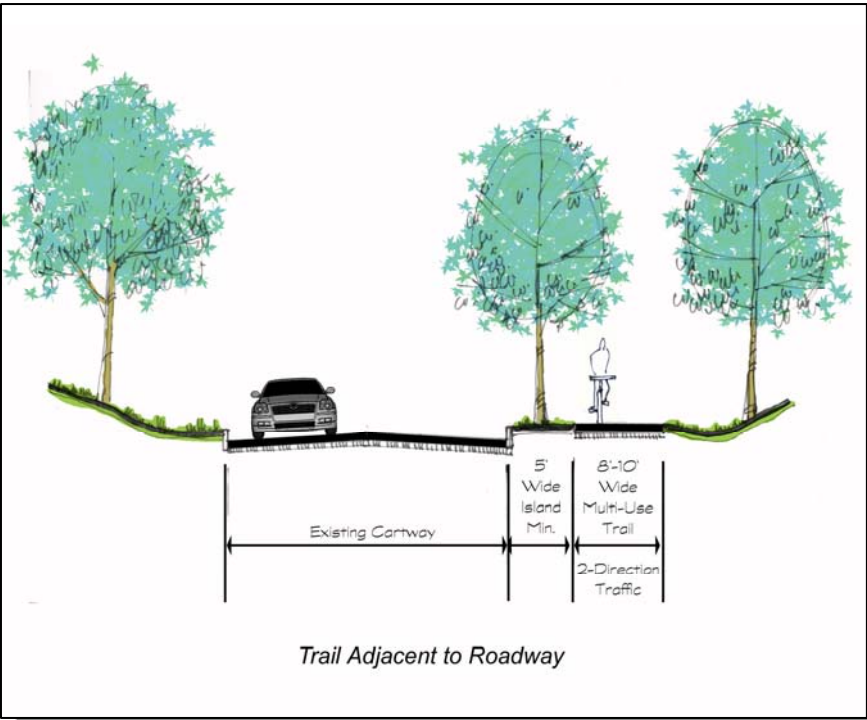 Existing Cartway
5'
Wide
Island
Min.
8'-10'
Wide
Multi-Use
Trail
2-Direction
Traffic
Trail Adjacent to Roadway